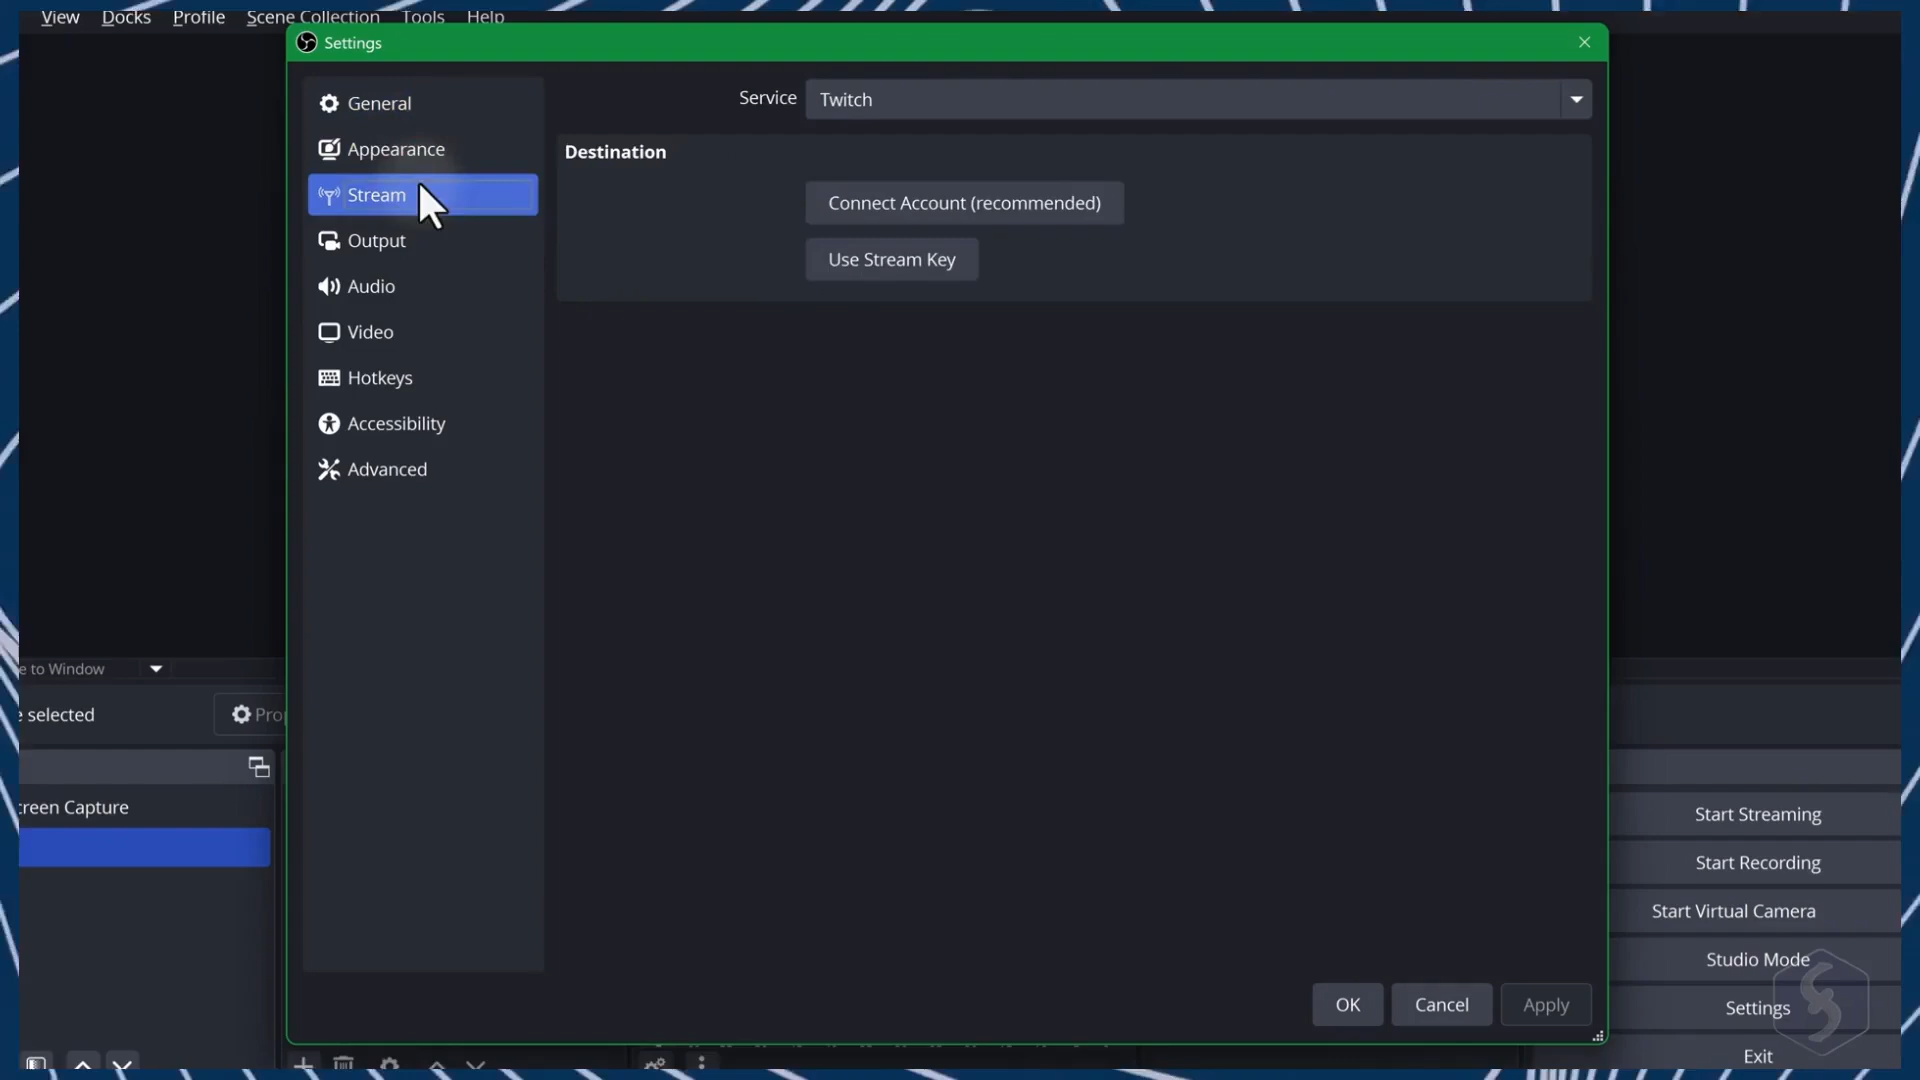 View Docks Profile Scene Collection Tools Help
Settings
General
Appearance
Stream
Output
Audio
Video
Hotkeys
Accessibility
Advanced
Service Twitch
Destination
Connect Account (recommended)
Use Stream Key
e to Window
selected
Prop
creen Capture
Start Streaming
Start Recording
Start Virtual Camera
Studio Mode
Settings
Exit
OK Cancel Apply